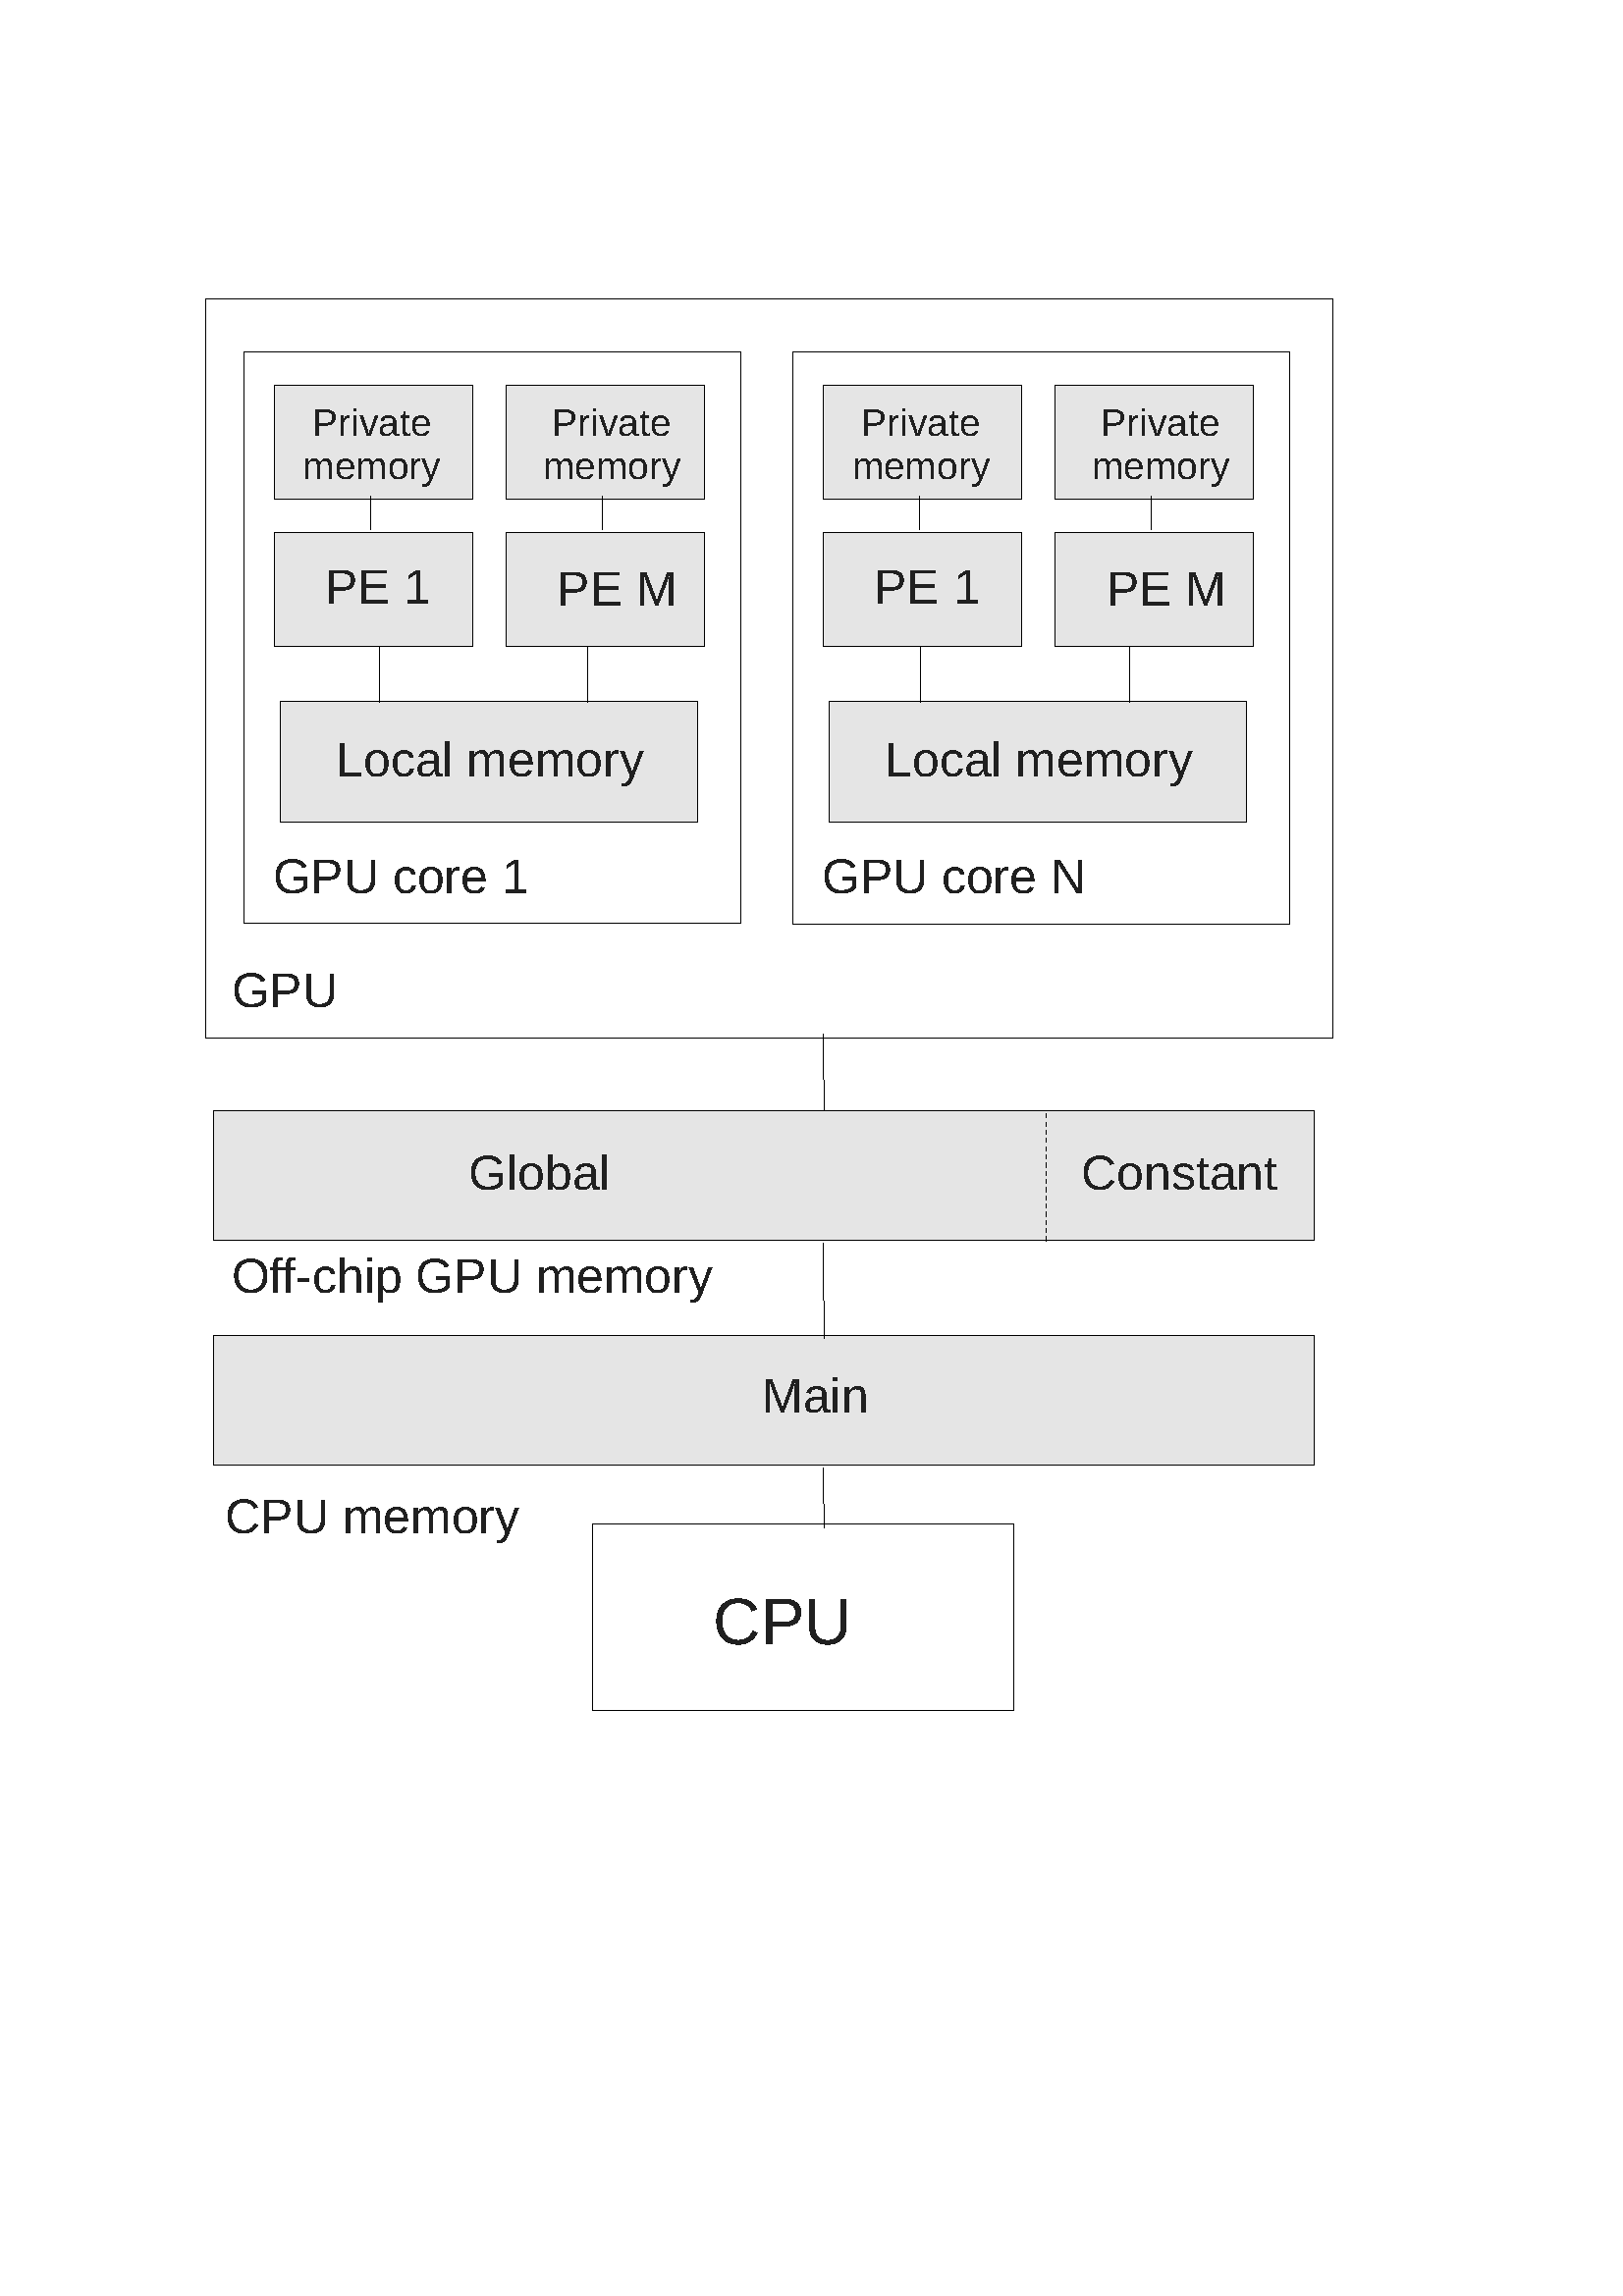 Private
memory
Private
memory
PE 1
PE M
Local memory
GPU core 1
Private
memory
Private
memory
PE 1
PE M
Local memory
GPU core N
GPU
Global
Constant
Off-chip GPU memory
Main
CPU memory
CPU